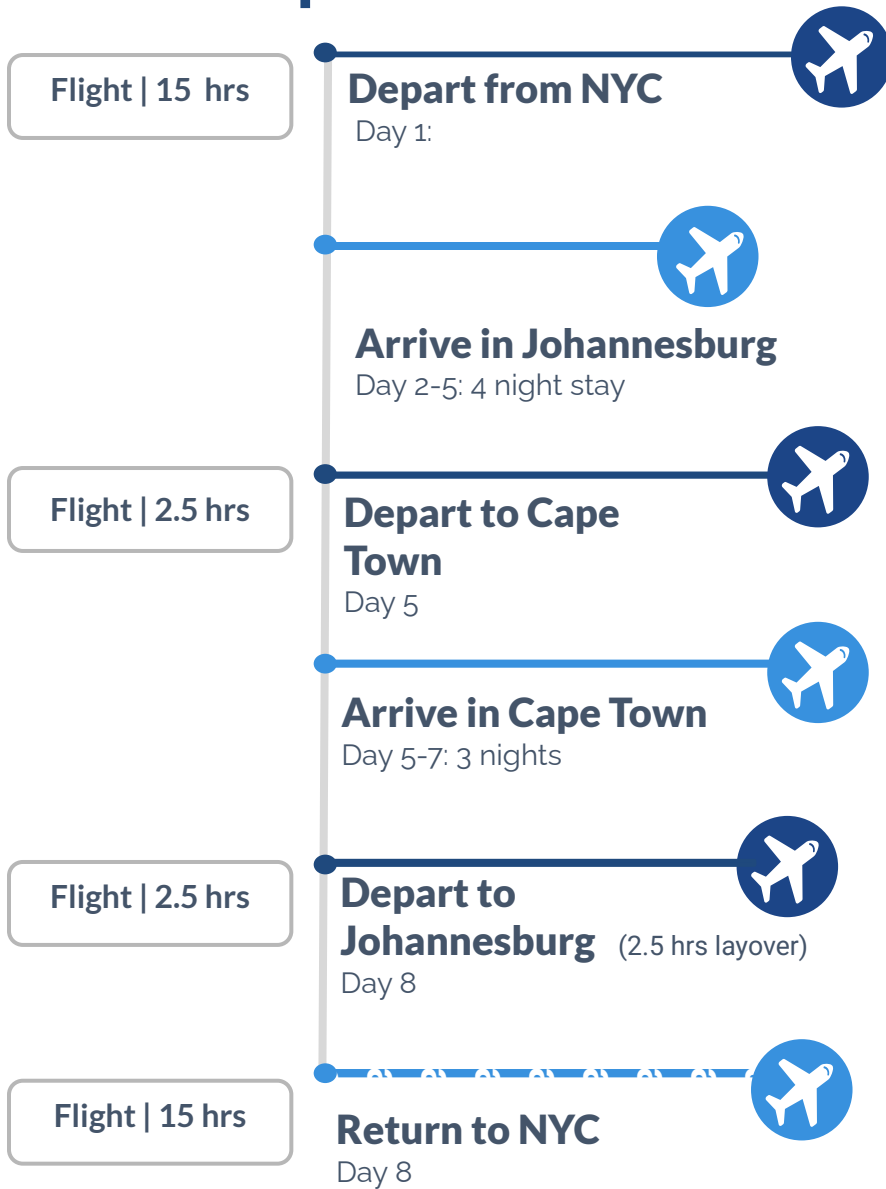 Flight | 15 hrs
Depart from NYC
Day 1:
Arrive in Johannesburg
Day 2-5: 4 night stay
Flight | 2.5 hrs
Depart to Cape
Town
Day 5
Arrive in Cape Town
Day 5-7: 3 nights
Flight | 2.5 hrs
Depart to
Johannesburg (2.5 hrs layover)
Day 8
Flight | 15 hrs
Return to NYC
Day 8